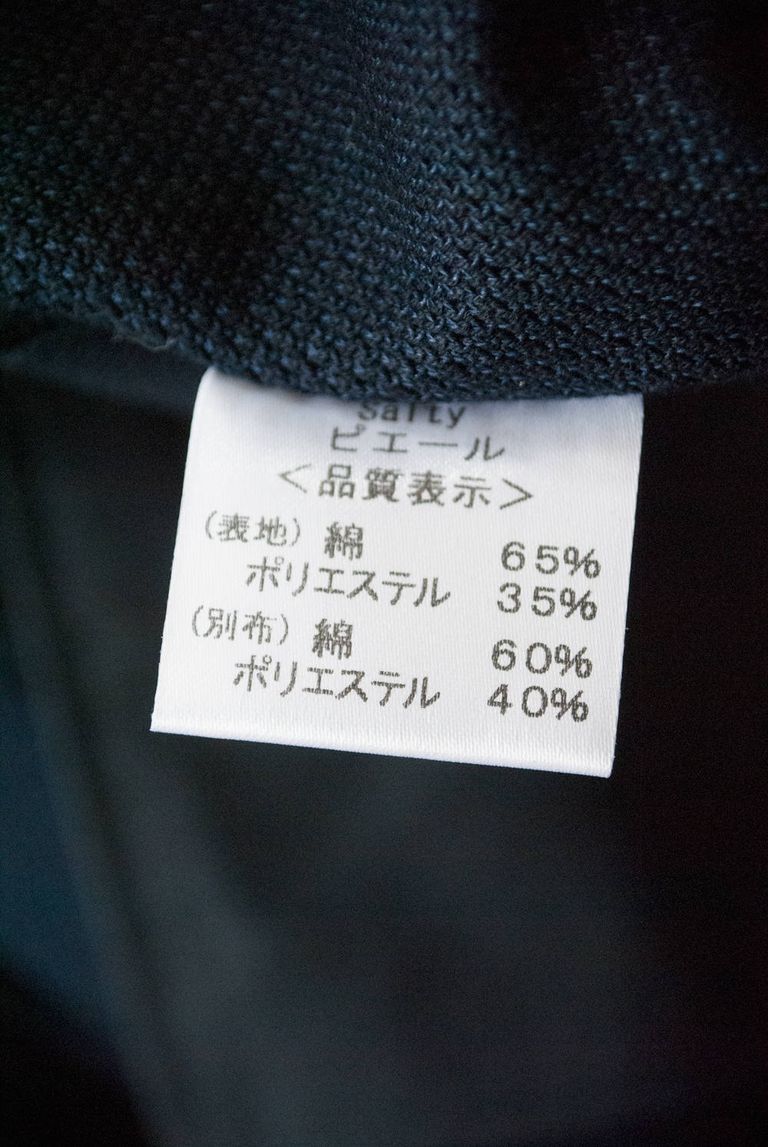 Salty
ピエール
＜品質表示＞
(表地) 綿 65%
ポリエステル 35%
(別布) 綿 60%
ポリエステル 40%